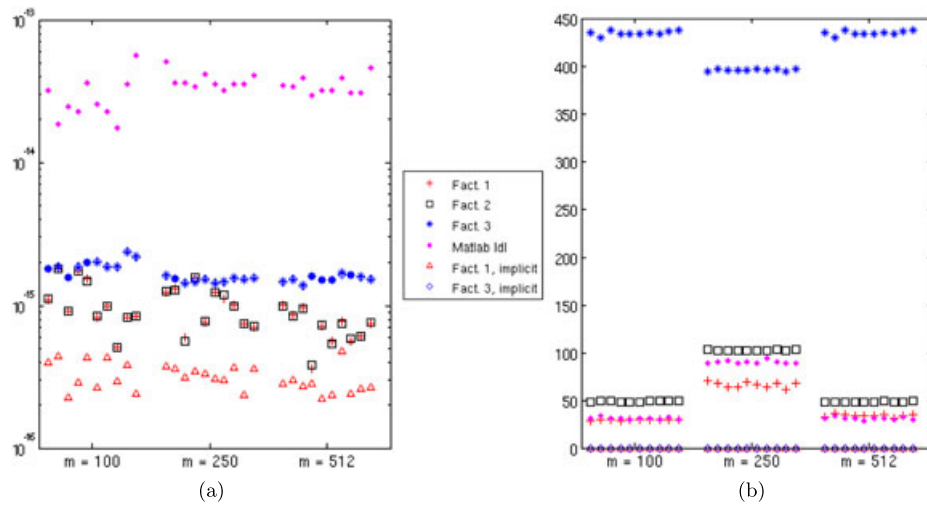 10^-13
10^-14
10^-15
10^-16
m = 100
m = 250
m = 512
(a)
Fact. 1
Fact. 2
Fact. 3
Matlab ldl
Fact. 1, implicit
Fact. 3, implicit
450
400
350
300
250
200
150
100
50
0
m = 100
m = 250
m = 512
(b)